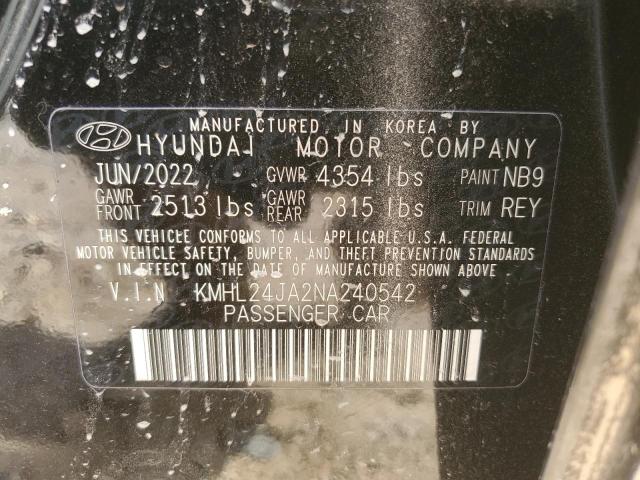 MANUFACTURED IN KOREA BY
HYUNDAI MOTOR COMPANY
JUN/2022 GVWR 4354 lbs PAINT NB9
GAWR FRONT 2513 lbs GAWR REAR 2315 lbs TRIM REY
THIS VEHICLE CONFORMS TO ALL APPLICABLE U.S.A. FEDERAL
MOTOR VEHICLE SAFETY, BUMPER, AND THEFT PREVENTION STANDARDS
IN EFFECT ON THE DATE OF MANUFACTURE SHOWN ABOVE.
V.I.N KMHL24JA2NA240542
PASSENGER CAR